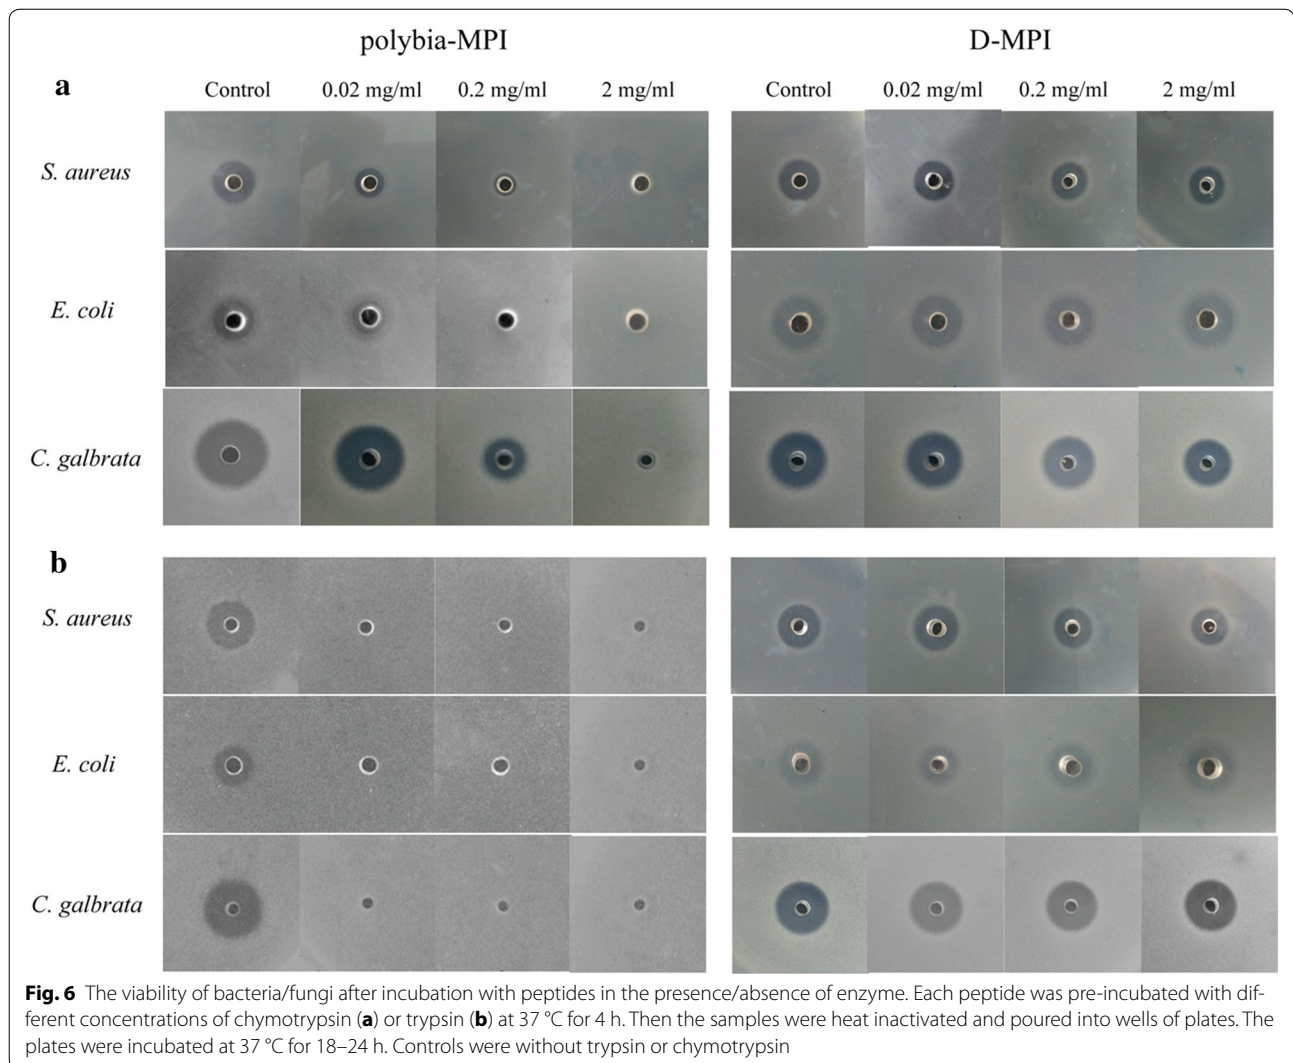 polybia-MPI D-MPI
a
Control 0.02 mg/ml 0.2 mg/ml 2 mg/ml Control 0.02 mg/ml 0.2 mg/ml 2 mg/ml
S. aureus
E. coli
C. galbrata
b
S. aureus
E. coli
C. galbrata
Fig. 6 The viability of bacteria/fungi after incubation with peptides in the presence/absence of enzyme. Each peptide was pre-incubated with dif-
ferent concentrations of chymotrypsin (a) or trypsin (b) at 37 °C for 4 h. Then the samples were heat inactivated and poured into wells of plates. The
plates were incubated at 37 °C for 18–24 h. Controls were without trypsin or chymotrypsin